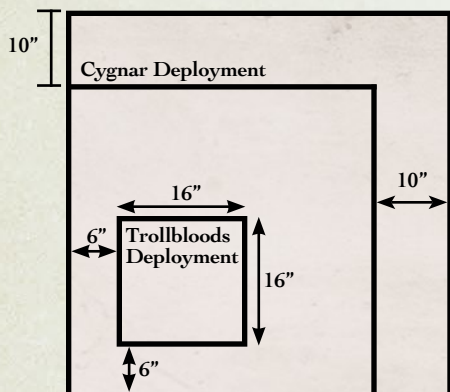 10”
Cygnar Deployment
10”
16”
6”
Trollbloods
Deployment
16”
6”